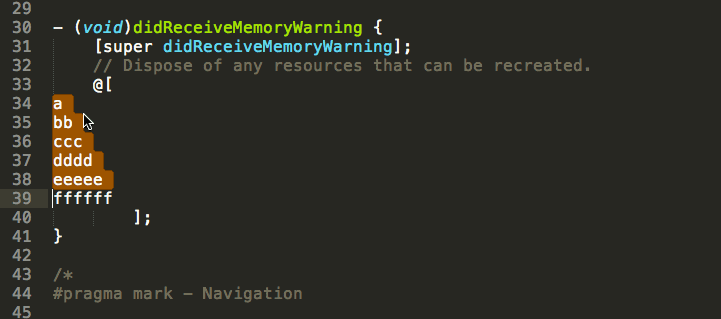 29
30 - (void)didReceiveMemoryWarning {
31 [super didReceiveMemoryWarning];
32 // Dispose of any resources that can be recreated.
33 @[
34 a
35 bb
36 ccc
37 dddd
38 eeeee
39 ffffff
40 ];
41 }
42
43 /*
44 #pragma mark - Navigation
45